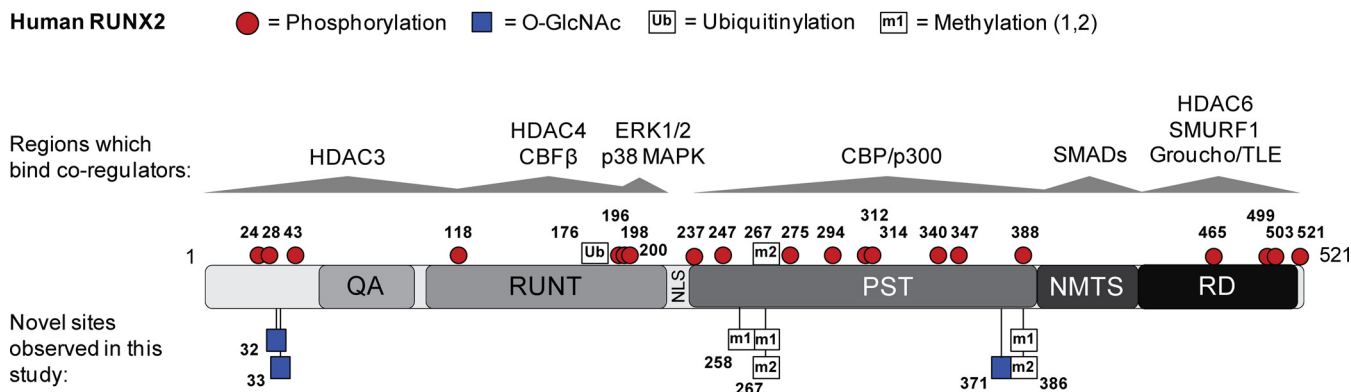 Human RUNX2 = Phosphorylation = O-GlcNAc Ub = Ubiquitinylation m1 = Methylation (1,2)
HDAC6
HDAC4 ERK1/2 SMURF1
Regions which
bind co-regulators:
HDAC3 CBFβ p38 MAPK CBP/p300 SMADs Groucho/TLE
196 312 499
24 28 43 118 176 198 237 247 267 275 294 314 340 347 388 465 503 521
200
1 Ub m2 521
QA RUNT NLS PST NMTS RD
Novel sites
observed in this
study:
32 m1 m1 m1
33 258 m2 371 m2 386
267